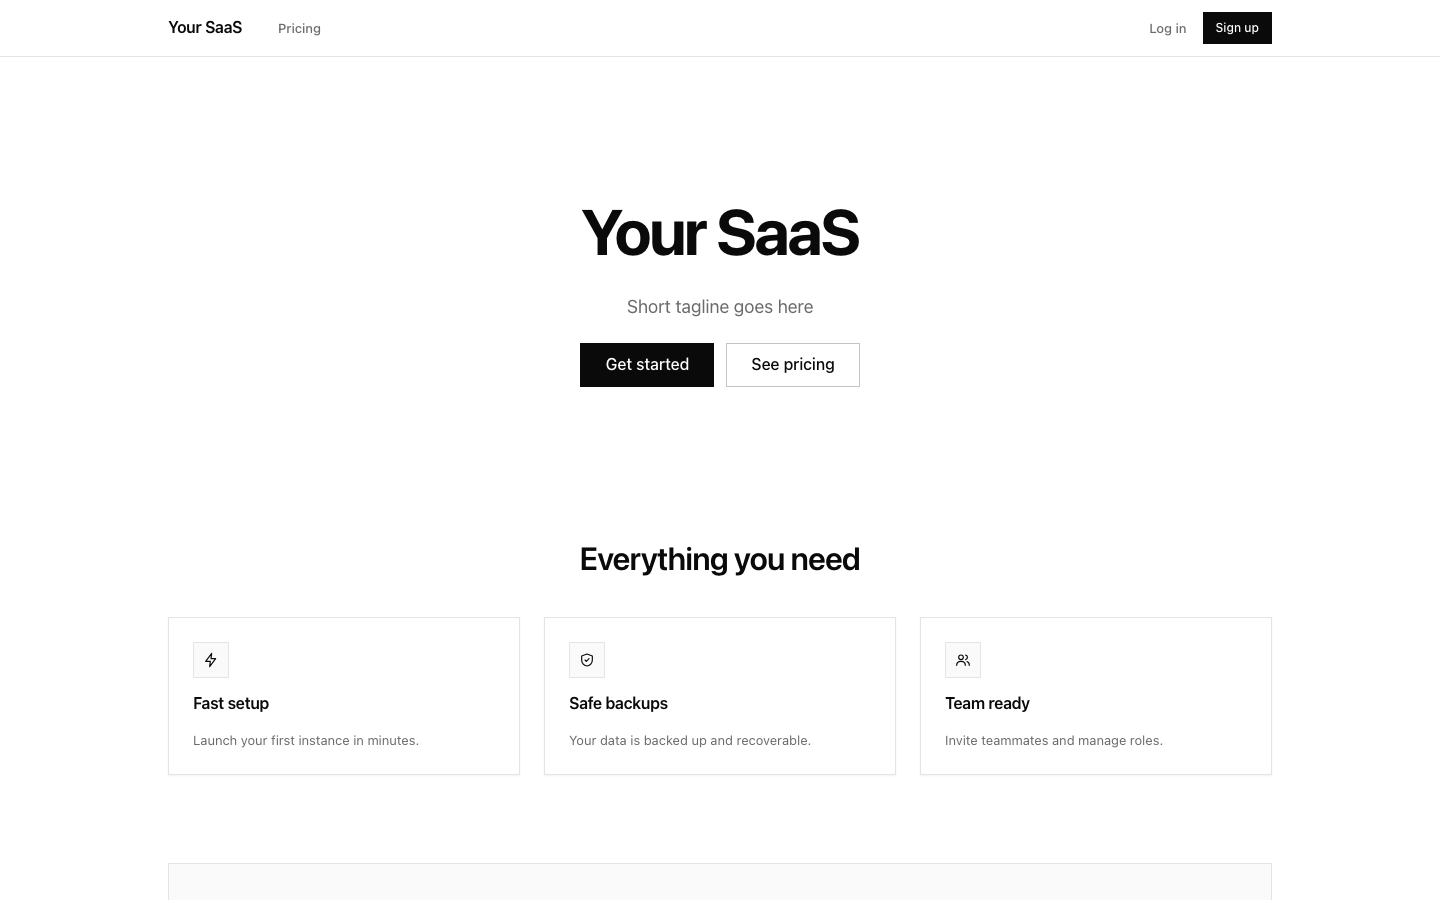 Your SaaS
Pricing
Log in
Sign up
Your SaaS
Short tagline goes here
Get started
See pricing
Everything you need
Fast setup
Launch your first instance in minutes.
Safe backups
Your data is backed up and recoverable.
Team ready
Invite teammates and manage roles.